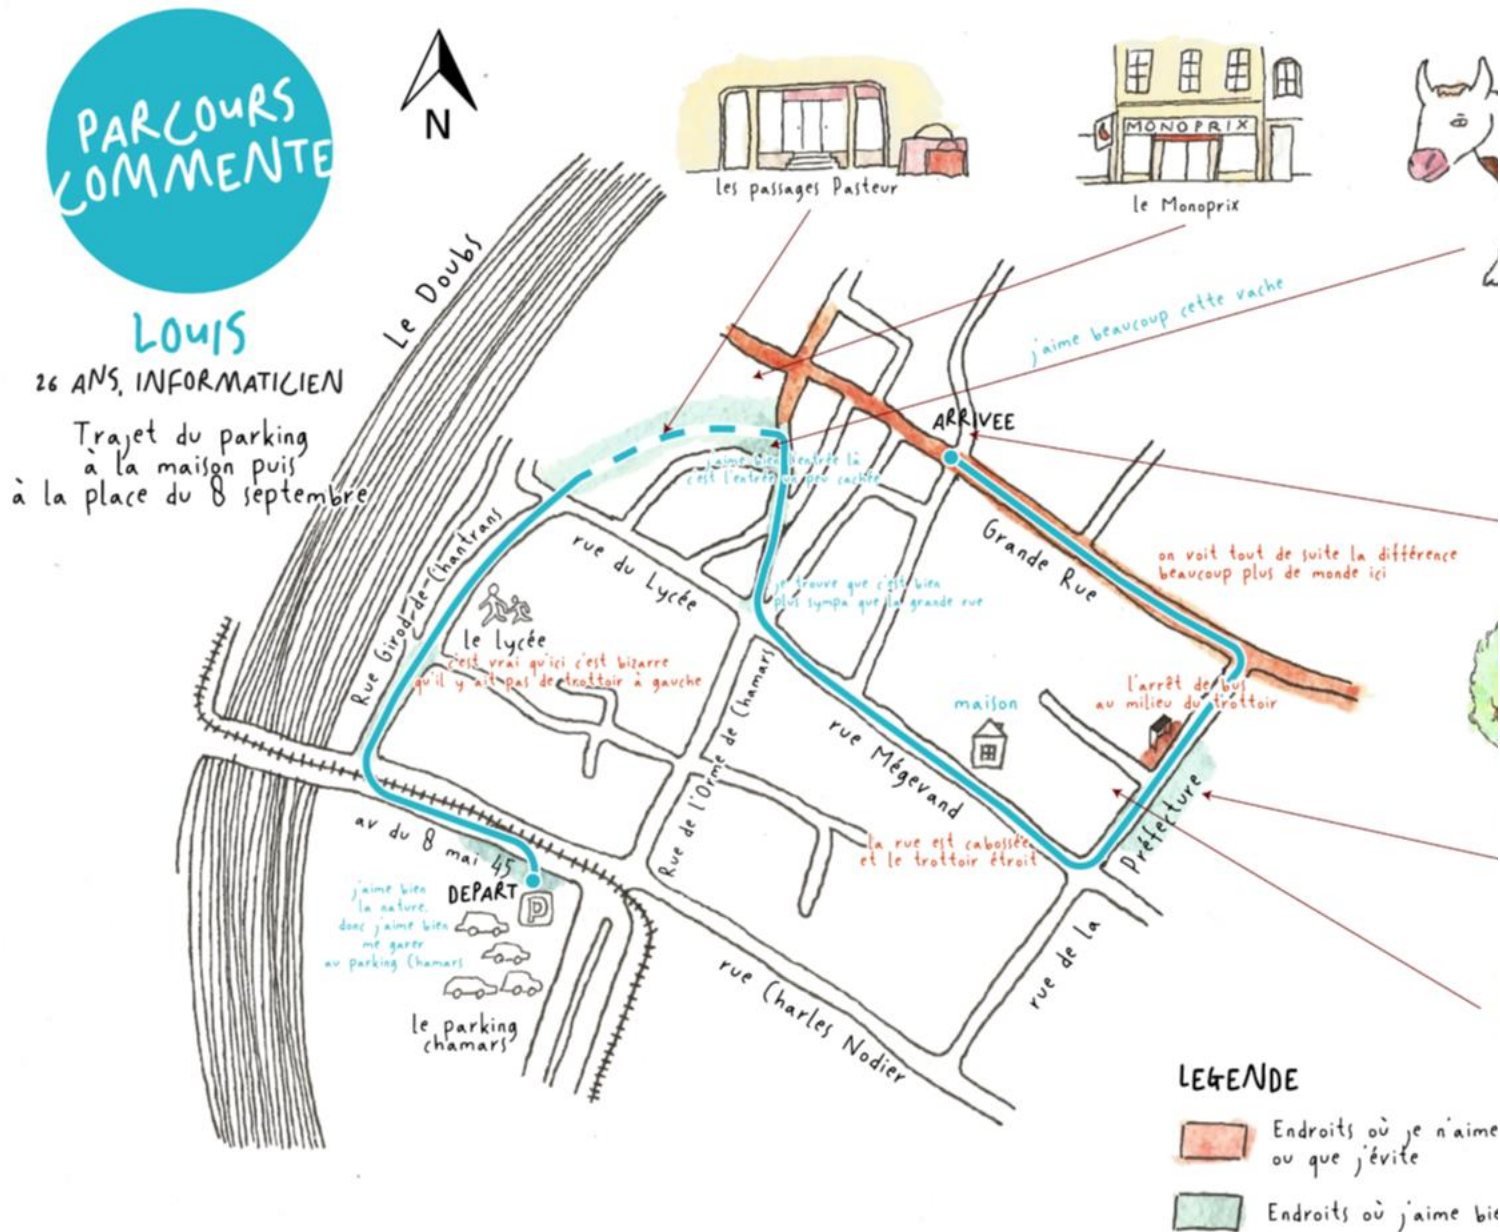 PARCOURS
COMMENTE
N
LOUIS
26 ANS, INFORMATICIEN
Trajet du parking
à la maison puis
à la place du 8 septembre
les passages Pasteur
MONOPRIX
le Monoprix
Le Doubs
j'aime beaucoup cette vache
ARRIVEE
j'aime bien l'entrée là
c'est l'entrée un peu cachée
Grande Rue
on voit tout de suite la différence
beaucoup plus de monde ici
Rue Girod-de-Chantrans
rue du Lycée
je trouve que c'est bien
plus sympa que la grande rue
le lycée
c'est vrai qu'ici c'est bizarre
qu'il y ait pas de trottoir à gauche
l'arrêt de bus
au milieu du trottoir
maison
Rue de l'Orme de Chamars
rue Mégevand
av du 8 mai 45
la rue est cabossée
et le trottoir étroit
rue de la Préfecture
DEPART
P
j'aime bien
la nature,
donc j'aime bien
me garer
au parking Chamars
le parking
chamars
rue Charles Nodier
LEGENDE
Endroits où je n'aime
ou que j'évite
Endroits où j'aime bie